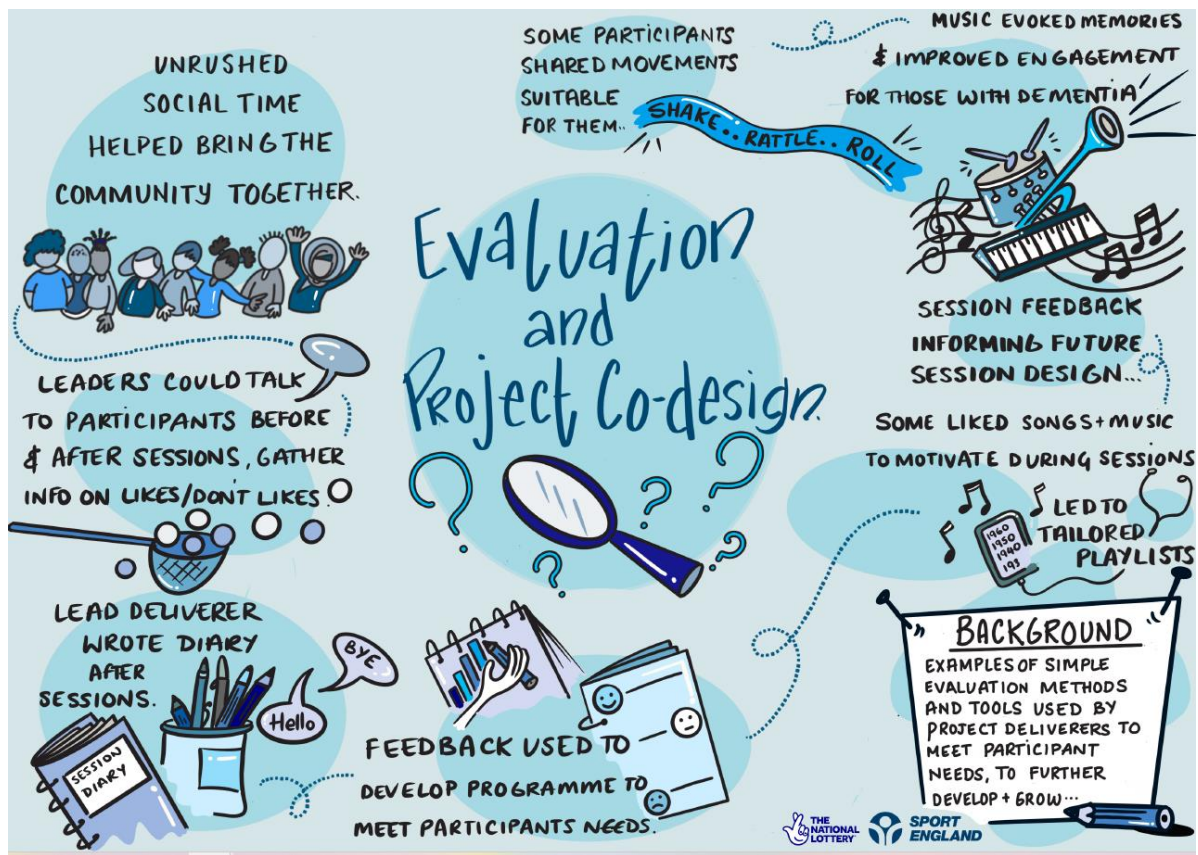 Evaluation
and
Project Co-design.
UNRUSHED
SOCIAL TIME
HELPED BRING THE
COMMUNITY TOGETHER.
LEADERS COULD TALK
TO PARTICIPANTS BEFORE
& AFTER SESSIONS, GATHER
INFO ON LIKES/DON'T LIKES.
LEAD DELIVERER
WROTE DIARY
AFTER
SESSIONS.
SESSION
DIARY
Hello
BYE
FEEDBACK USED TO
DEVELOP PROGRAMME TO
MEET PARTICIPANTS NEEDS.
SOME PARTICIPANTS
SHARED MOVEMENTS
SUITABLE
FOR THEM..
SHAKE.. RATTLE.. ROLL
MUSIC EVOKED MEMORIES
& IMPROVED ENGAGEMENT
FOR THOSE WITH DEMENTIA
SESSION FEEDBACK
INFORMING FUTURE
SESSION DESIGN...
SOME LIKED SONGS + MUSIC
TO MOTIVATE DURING SESSIONS
LED TO
TAILORED
PLAYLISTS
1960
1950
1940
193
BACKGROUND
EXAMPLES OF SIMPLE
EVALUATION METHODS
AND TOOLS USED BY
PROJECT DELIVERERS TO
MEET PARTICIPANT
NEEDS, TO FURTHER
DEVELOP + GROW...
THE
NATIONAL
LOTTERY
SPORT
ENGLAND